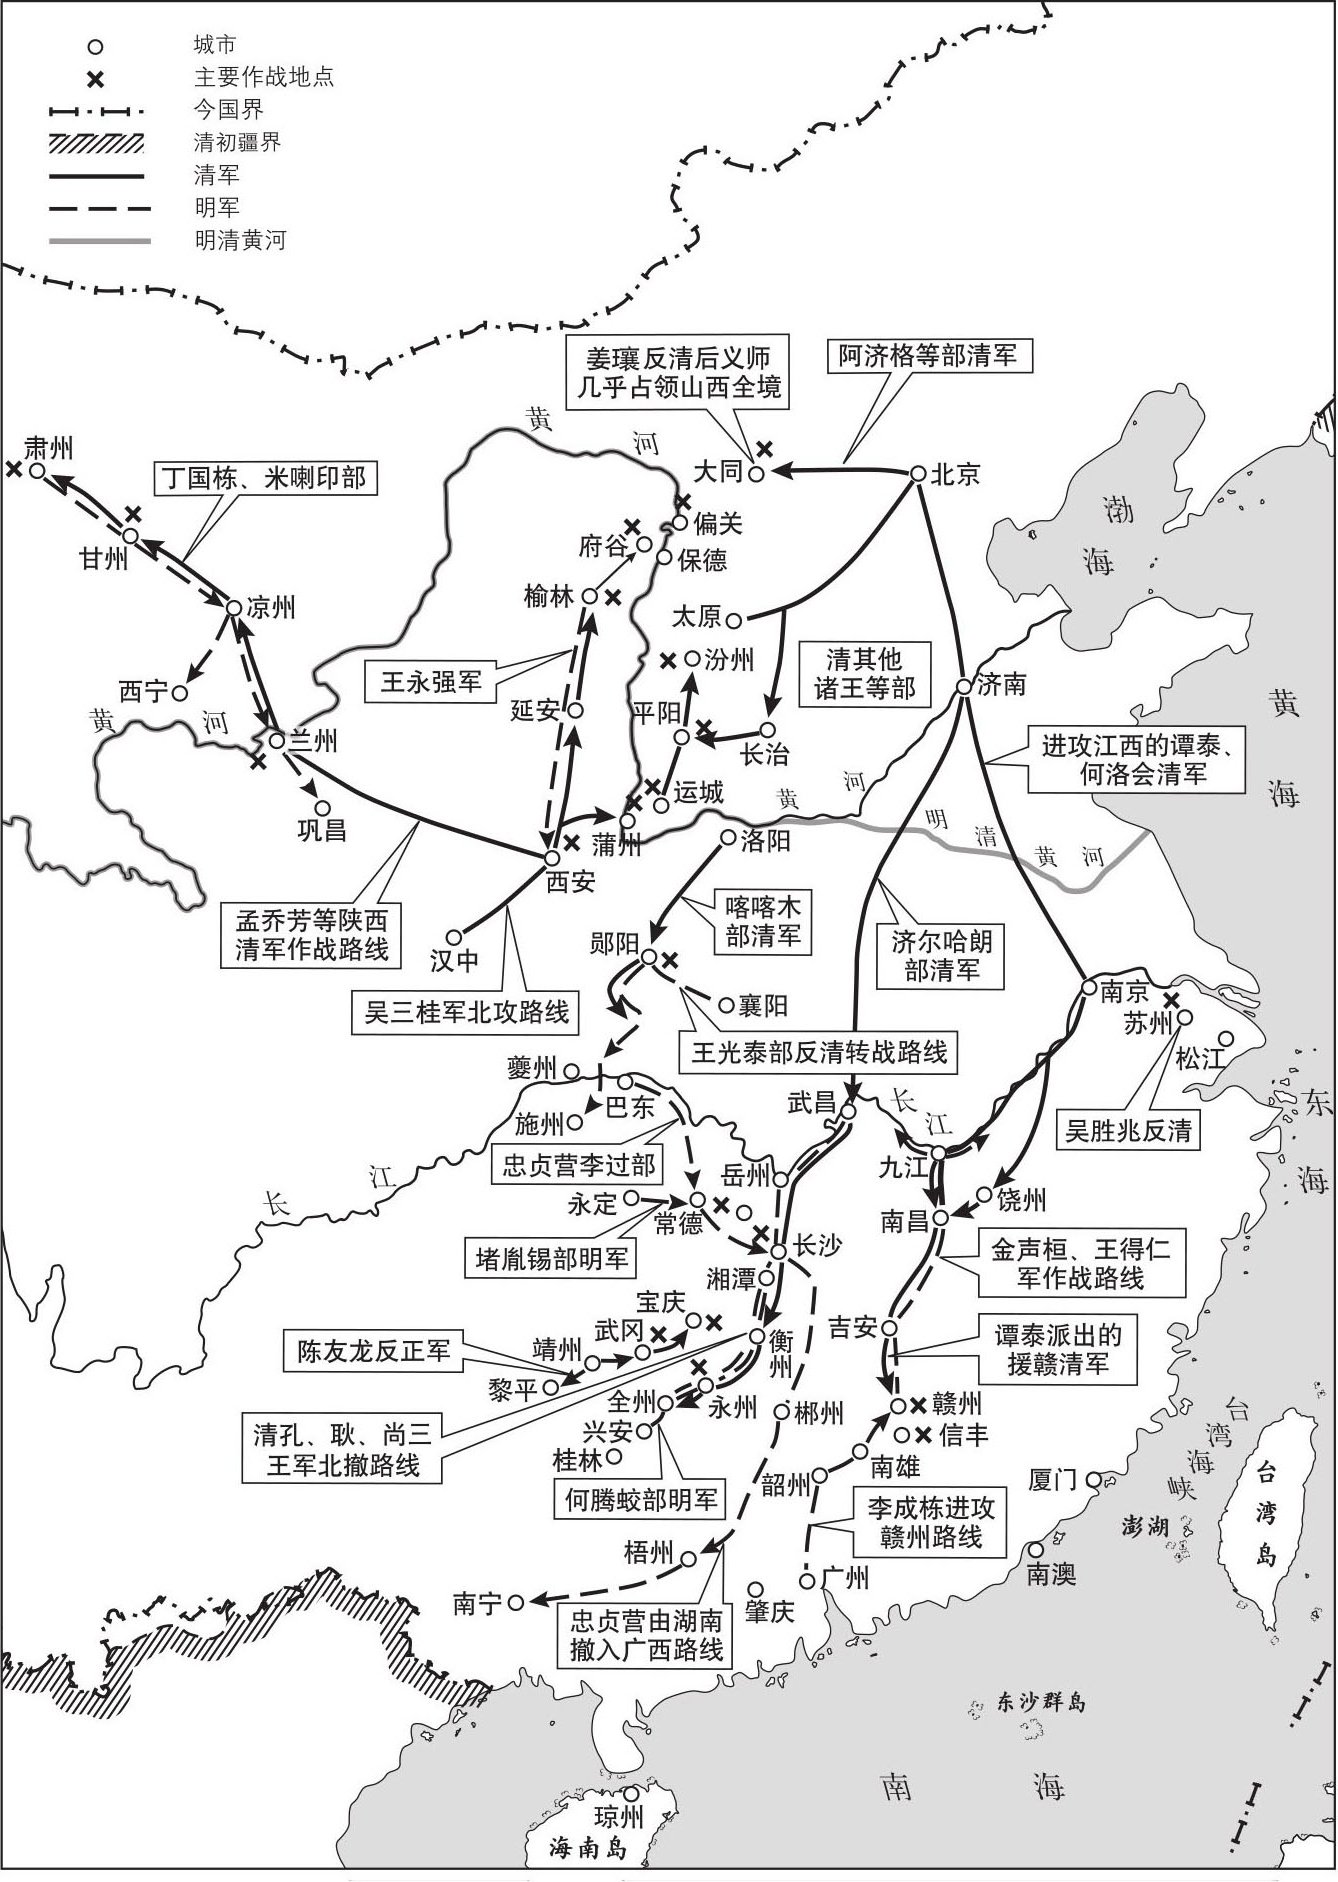 城市
主要作战地点
今国界
清初疆界
清军
明军
明清黄河
姜瓖反清后义师
几乎占领山西全境
阿济格等部清军
黄
河
肃州
丁国栋、米喇印部
大同
北京
渤
海
偏关
甘州
府谷
保德
榆林
凉州
太原
汾州
清其他
诸王等部
王永强军
西宁
济南
延安
平阳
黄
海
黄
河
兰州
长治
进攻江西的谭泰、
何洛会清军
运城
黄
河
巩昌
蒲州
洛阳
明
清
黄
河
西安
孟乔芳等陕西
清军作战路线
喀喀木
部清军
汉中
郧阳
济尔哈朗
部清军
吴三桂军北攻路线
襄阳
南京
苏州
松江
王光泰部反清转战路线
夔州
巴东
武昌
长
江
东
海
施州
吴胜兆反清
忠贞营李过部
九江
岳州
长
江
永定
常德
饶州
南昌
堵胤锡部明军
长沙
金声桓、王得仁
军作战路线
湘潭
宝庆
武冈
吉安
陈友龙反正军
靖州
衡
州
谭泰派出的
援赣清军
黎平
全州
永州
郴州
赣州
清孔、耿、尚三
王军北撤路线
兴安
信丰
桂林
南雄
台
湾
海
峡
韶州
厦门
台
湾
岛
何腾蛟部明军
李成栋进攻
赣州路线
澎湖
梧州
南澳
广州
南宁
肇庆
忠贞营由湖南
撤入广西路线
东沙群岛
南
海
琼州
海南岛